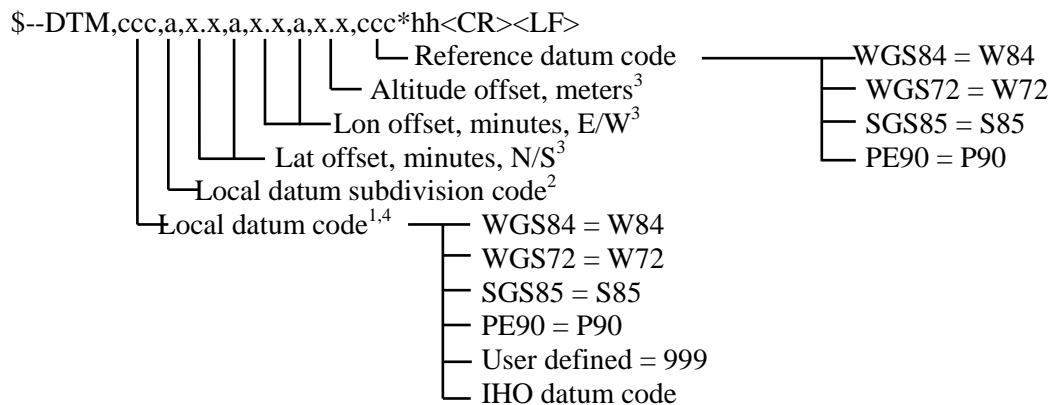 $--DTM,ccc,a,x.x,a,x.x,a,x.x,ccc*hh<CR><LF>
Reference datum code WGS84 = W84
Altitude offset, meters³ WGS72 = W72
Lon offset, minutes, E/W³ SGS85 = S85
Lat offset, minutes, N/S³ PE90 = P90
Local datum subdivision code²
Local datum code¹,⁴ WGS84 = W84
WGS72 = W72
SGS85 = S85
PE90 = P90
User defined = 999
IHO datum code